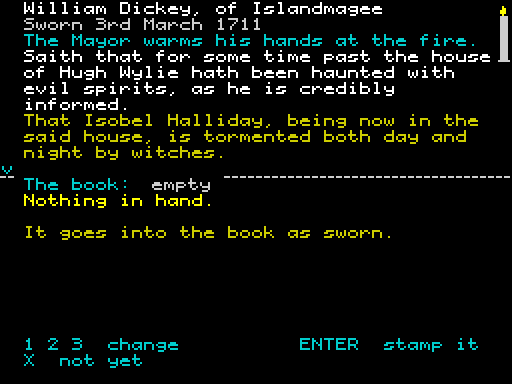 William Dickey, of Islandmagee
Sworn 3rd March 1711
The Mayor warms his hands at the fire.
Saith that for some time past the house
of Hugh Wylie hath been haunted with
evil spirits, as he is credibly
informed.
That Isobel Halliday, being now in the
said house, is tormented both day and
night by witches.
v
The book: empty
Nothing in hand.
It goes into the book as sworn.
1 2 3 change ENTER stamp it
X not yet